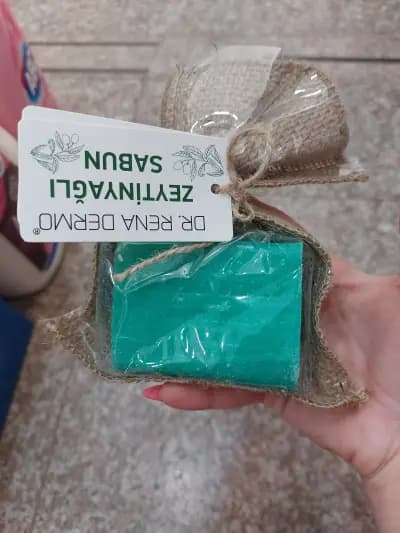 DR. RENA DERMO®
ZEYTİNYAĞLI
SABUN